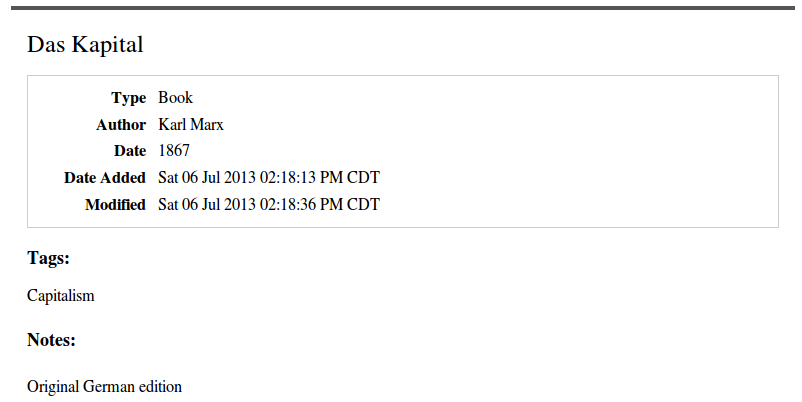 Das Kapital
Type Book
Author Karl Marx
Date 1867
Date Added Sat 06 Jul 2013 02:18:13 PM CDT
Modified Sat 06 Jul 2013 02:18:36 PM CDT
Tags:
Capitalism
Notes:
Original German edition